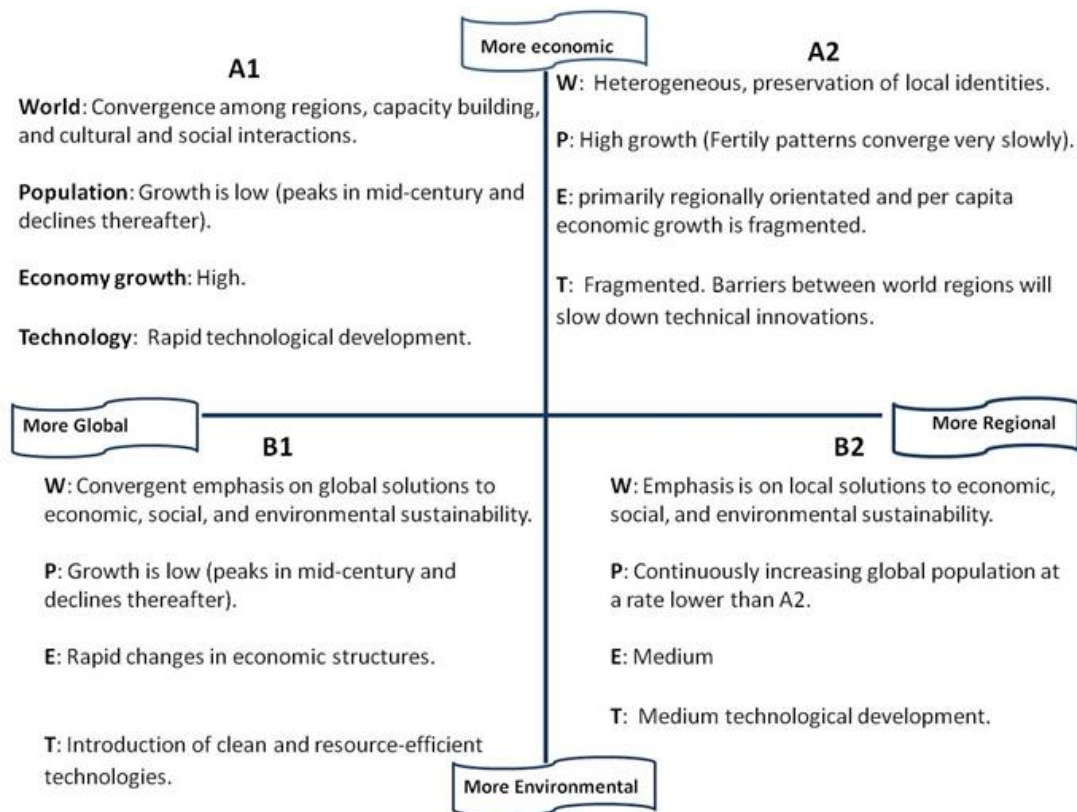 More economic
A1
World: Convergence among regions, capacity building,
and cultural and social interactions.
Population: Growth is low (peaks in mid-century and
declines thereafter).
Economy growth: High.
Technology: Rapid technological development.
A2
W: Heterogeneous, preservation of local identities.
P: High growth (Fertily patterns converge very slowly).
E: primarily regionally orientated and per capita
economic growth is fragmented.
T: Fragmented. Barriers between world regions will
slow down technical innovations.
More Global
More Regional
B1
W: Convergent emphasis on global solutions to
economic, social, and environmental sustainability.
P: Growth is low (peaks in mid-century and
declines thereafter).
E: Rapid changes in economic structures.
T: Introduction of clean and resource-efficient
technologies.
B2
W: Emphasis is on local solutions to economic,
social, and environmental sustainability.
P: Continuously increasing global population at
a rate lower than A2.
E: Medium
T: Medium technological development.
More Environmental